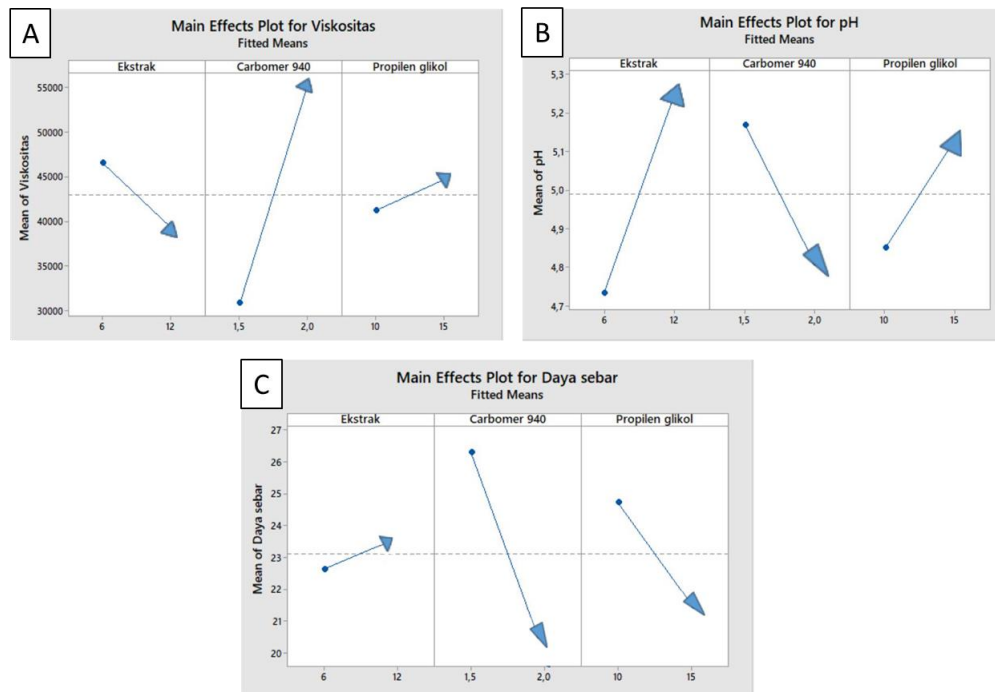 A
Main Effects Plot for Viskositas
Fitted Means
Ekstrak Carbomer 940 Propilen glikol
Mean of Viskositas
55000
50000
45000
40000
35000
30000
6 12 1,5 2,0 10 15
B
Main Effects Plot for pH
Fitted Means
Ekstrak Carbomer 940 Propilen glikol
Mean of pH
5,3
5,2
5,1
5,0
4,9
4,8
4,7
6 12 1,5 2,0 10 15
C
Main Effects Plot for Daya sebar
Fitted Means
Ekstrak Carbomer 940 Propilen glikol
Mean of Daya sebar
27
26
25
24
23
22
21
20
6 12 1,5 2,0 10 15